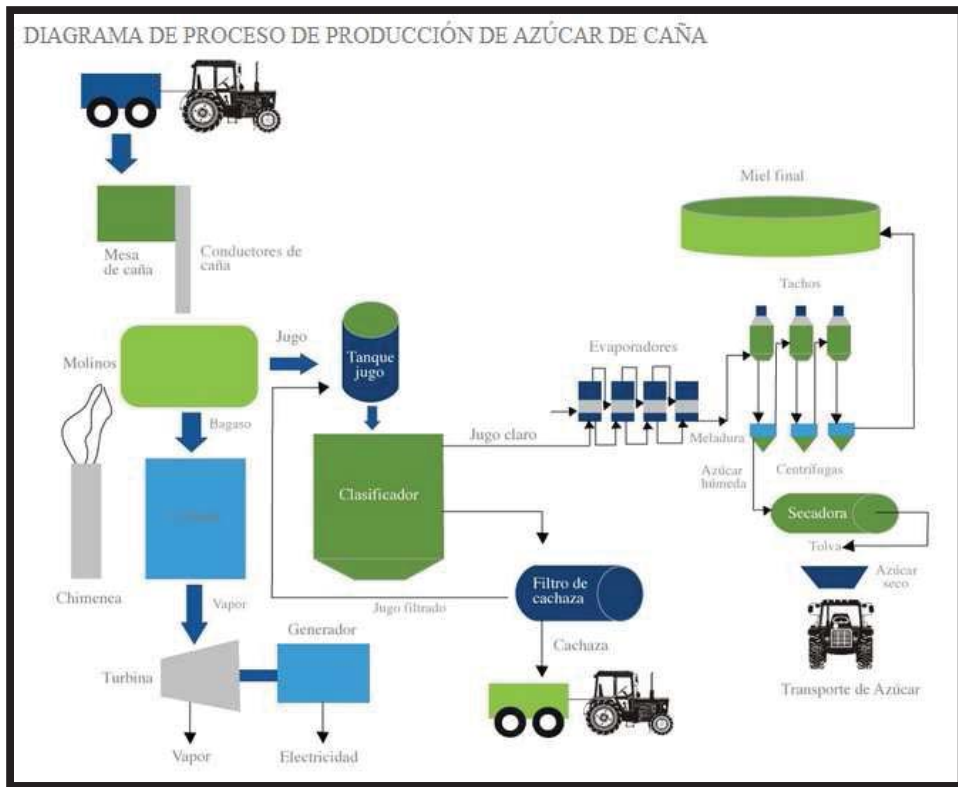 DIAGRAMA DE PROCESO DE PRODUCCIÓN DE AZÚCAR DE CAÑA
Miel final
Mesa
de caña
Conductores de
caña
Tachos
Molinos
Jugo
Tanque
jugo
Evaporadores
Bagaso
Jugo claro
Meladura
Azúcar
húmeda
Centrífugas
Clasificador
Secadora
Tolva
Azúcar
seco
Chimenea
Vapor
Jugo filtrado
Filtro de
cachaza
Generador
Cachaza
Turbina
Transporte de Azúcar
Vapor
Electricidad